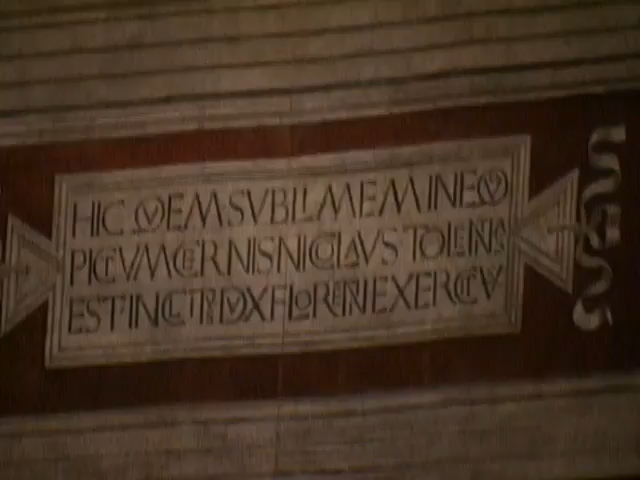 HIC QVEM SVBLIMEM IN EQVO
PICTVM CERNIS NICOLAVS TOLENTINAS
EST INCLITVS DVX FLORENTINI EXERCITVS